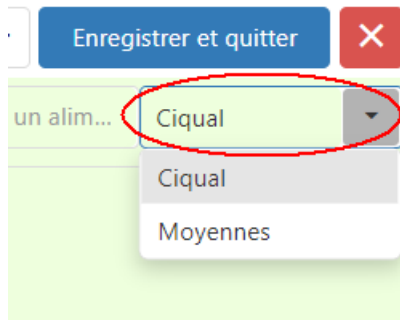 Enregistrer et quitter
un alim... Ciqual
Ciqual
Moyennes